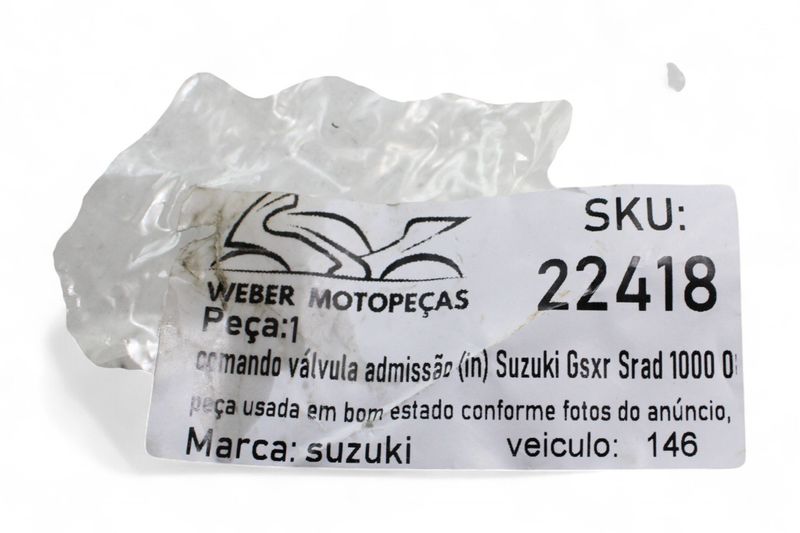 WEBER MOTOPEÇAS
SKU:
22418
Peça:1
comando válvula admissão (in) Suzuki Gsxr Srad 1000 0
peça usada em bom estado conforme fotos do anúncio,
Marca: suzuki veiculo: 146